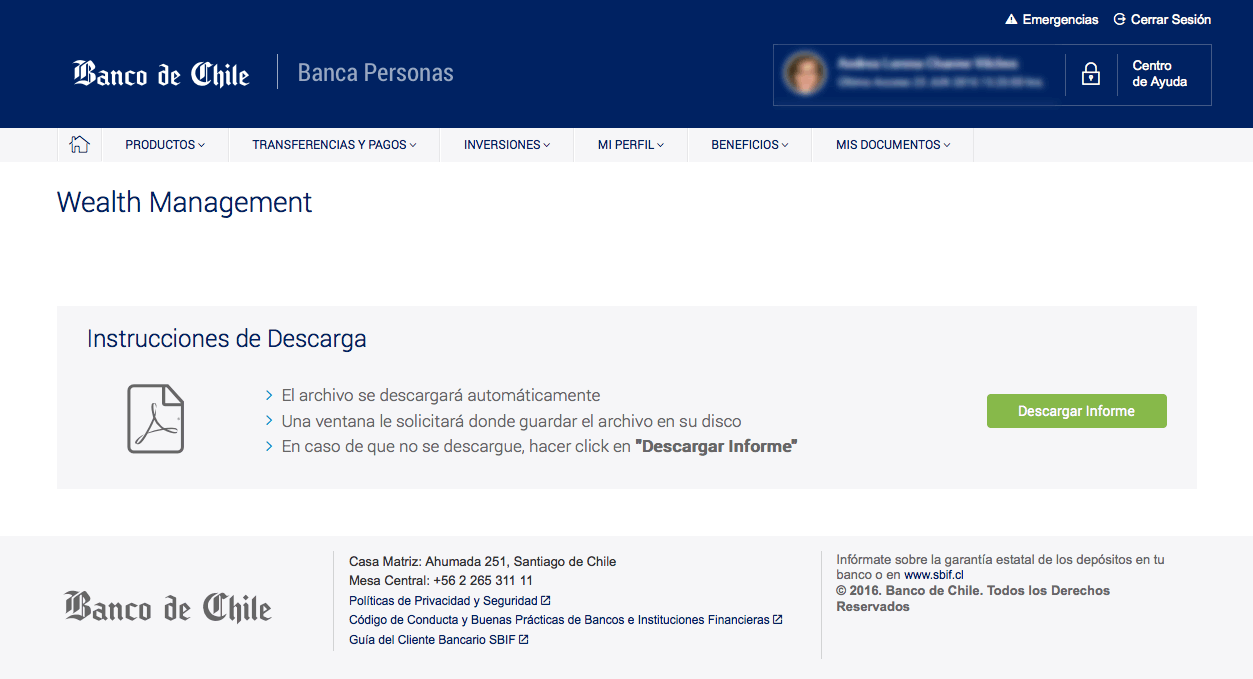 Emergencias Cerrar Sesión
Banco de Chile Banca Personas
Centro
de Ayuda
PRODUCTOS TRANSFERENCIAS Y PAGOS INVERSIONES MI PERFIL BENEFICIOS MIS DOCUMENTOS
Wealth Management
Instrucciones de Descarga
El archivo se descargará automáticamente
Una ventana le solicitará donde guardar el archivo en su disco
En caso de que no se descargue, hacer click en "Descargar Informe"
Descargar Informe
Banco de Chile
Casa Matriz: Ahumada 251, Santiago de Chile
Mesa Central: +56 2 265 311 11
Políticas de Privacidad y Seguridad
Código de Conducta y Buenas Prácticas de Bancos e Instituciones Financieras
Guía del Cliente Bancario SBIF
Infórmate sobre la garantía estatal de los depósitos en tu
banco o en www.sbif.cl
© 2016. Banco de Chile. Todos los Derechos
Reservados